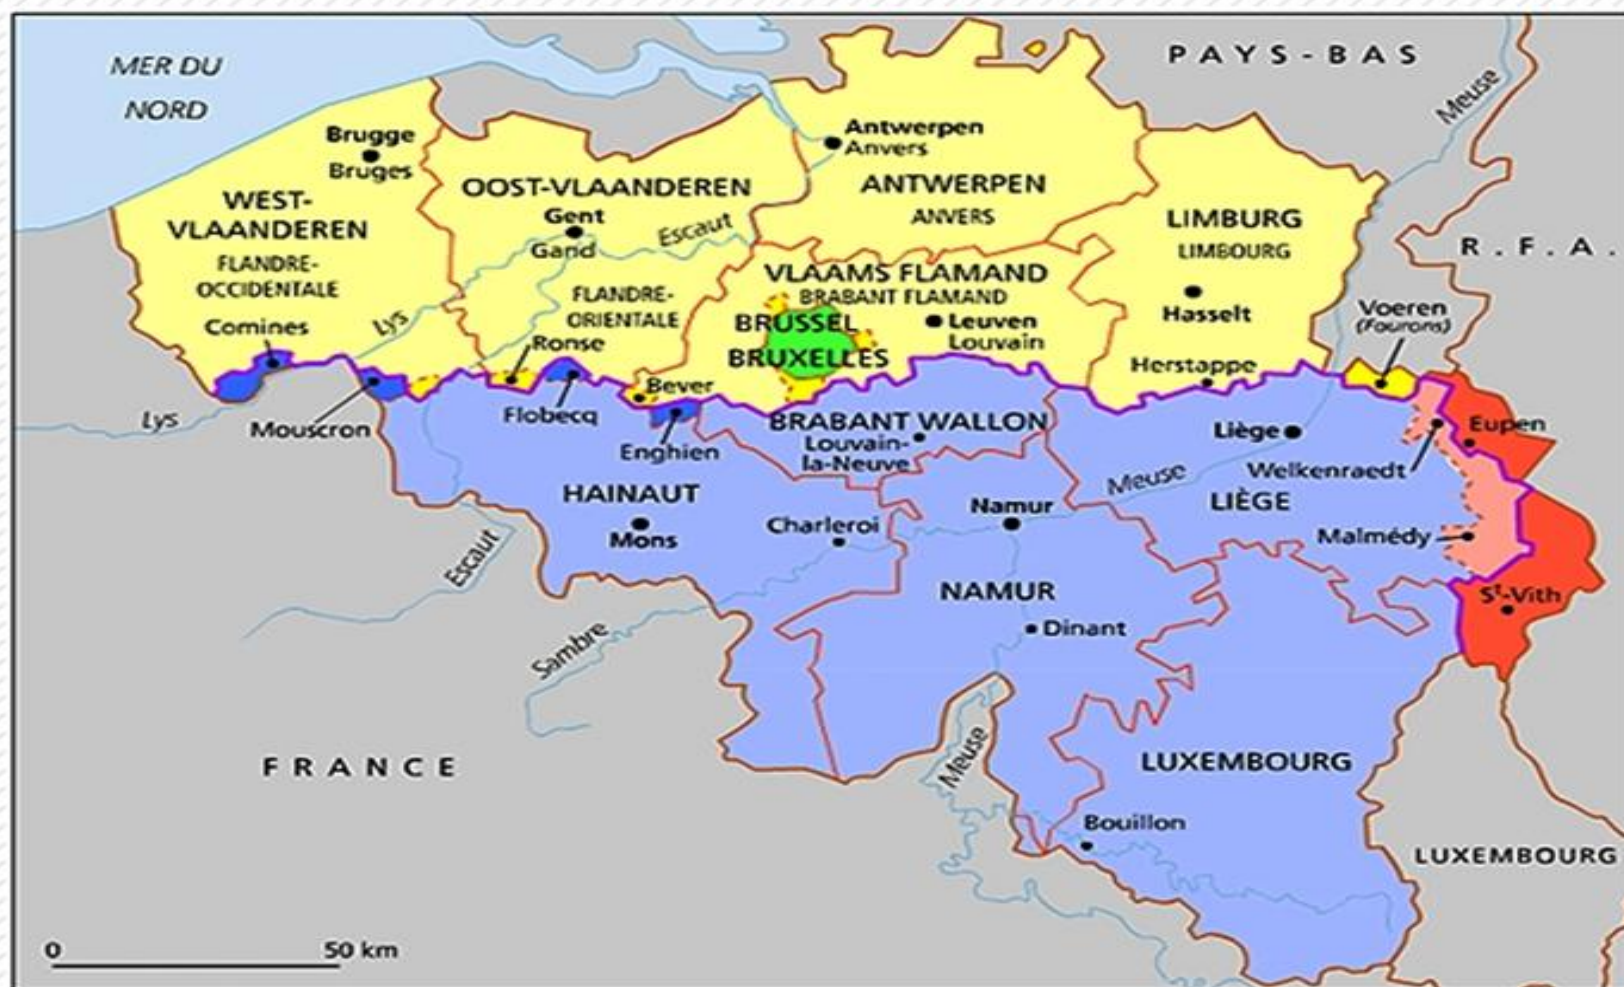 MER DU
NORD
PAYS-BAS
Meuse
Brugge
Bruges
Antwerpen
Anvers
OOST-VLAANDEREN
ANTWERPEN
ANVERS
WEST-
VLAANDEREN
FLANDRE-
OCCIDENTALE
Gent
Gand
Escaut
LIMBURG
LIMBOURG
R.F.A.
VLAAMS FLAMAND
BRABANT FLAMAND
FLANDRE-
ORIENTALE
Hasselt
Voeren
(Fourons)
Comines
Lys
Ronse
BRUSSEL
BRUXELLES
Leuven
Louvain
Herstappe
Bever
Lys
Mouscron
Flobecq
Enghien
BRABANT WALLON
Louvain-
la-Neuve
Liège
Eupen
Welkenraedt
Meuse
LIÈGE
HAINAUT
Mons
Charleroi
Namur
Malmédy
Escaut
NAMUR
Sᵗ-Vith
Dinant
Sambre
Meuse
FRANCE
LUXEMBOURG
Bouillon
LUXEMBOURG
0 50 km